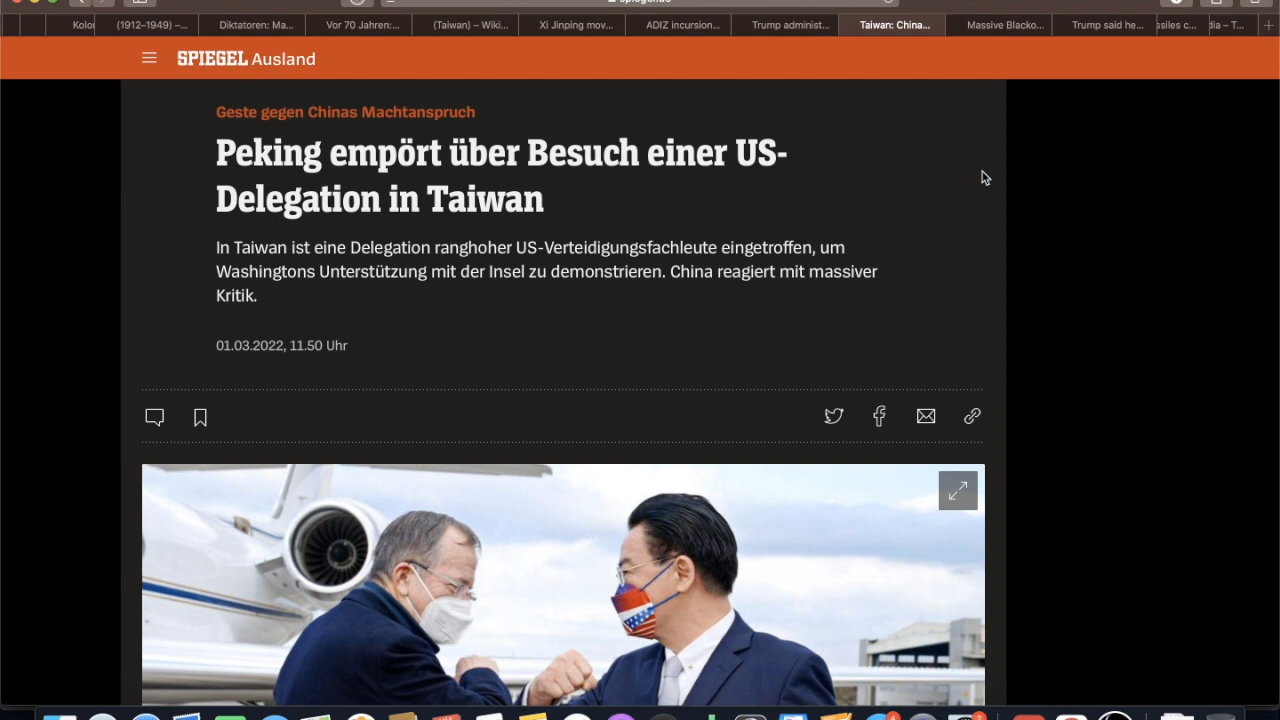 Kolo
(1912–1949) –...
Diktatoren: Ma...
Vor 70 Jahren:...
(Taiwan) – Wiki...
Xi Jinping mov...
ADIZ incursion...
Trump administ...
Taiwan: China...
Massive Blacko...
Trump said he...
ssiles c...
dia – T...
SPIEGEL Ausland
Geste gegen Chinas Machtanspruch
Peking empört über Besuch einer US-
Delegation in Taiwan
In Taiwan ist eine Delegation ranghoher US-Verteidigungsfachleute eingetroffen, um
Washingtons Unterstützung mit der Insel zu demonstrieren. China reagiert mit massiver
Kritik.
01.03.2022, 11.50 Uhr